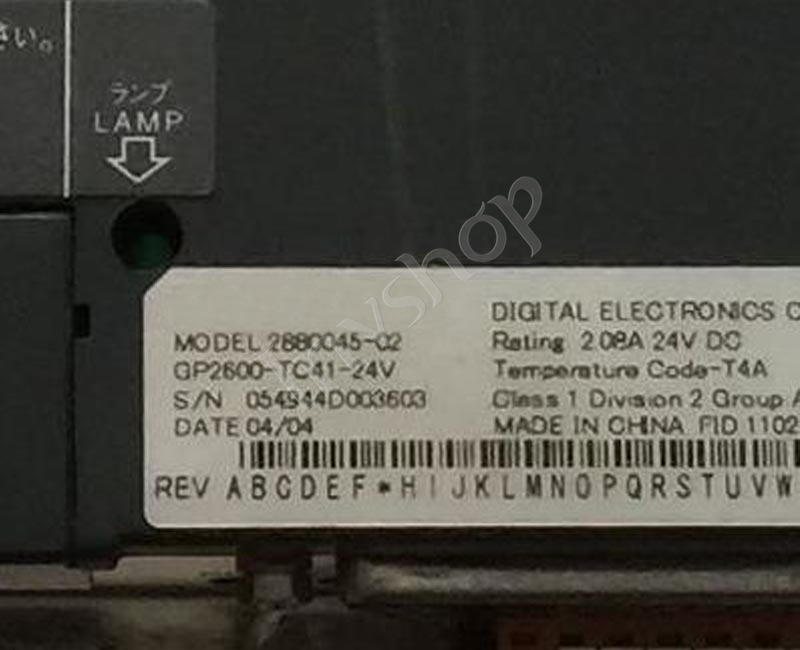 さい。
ランプ
LAMP
MODEL 2880045-02
GP2600-TC41-24V
S/N 054944D003603
DATE 04/04
DIGITAL ELECTRONICS C
Rating 2.08A 24V DC
Temperature Code-T4A
Class 1 Division 2 Group A
MADE IN CHINA FID 1102
REV A B C D E F * H I J K L M N O P Q R S T U V W